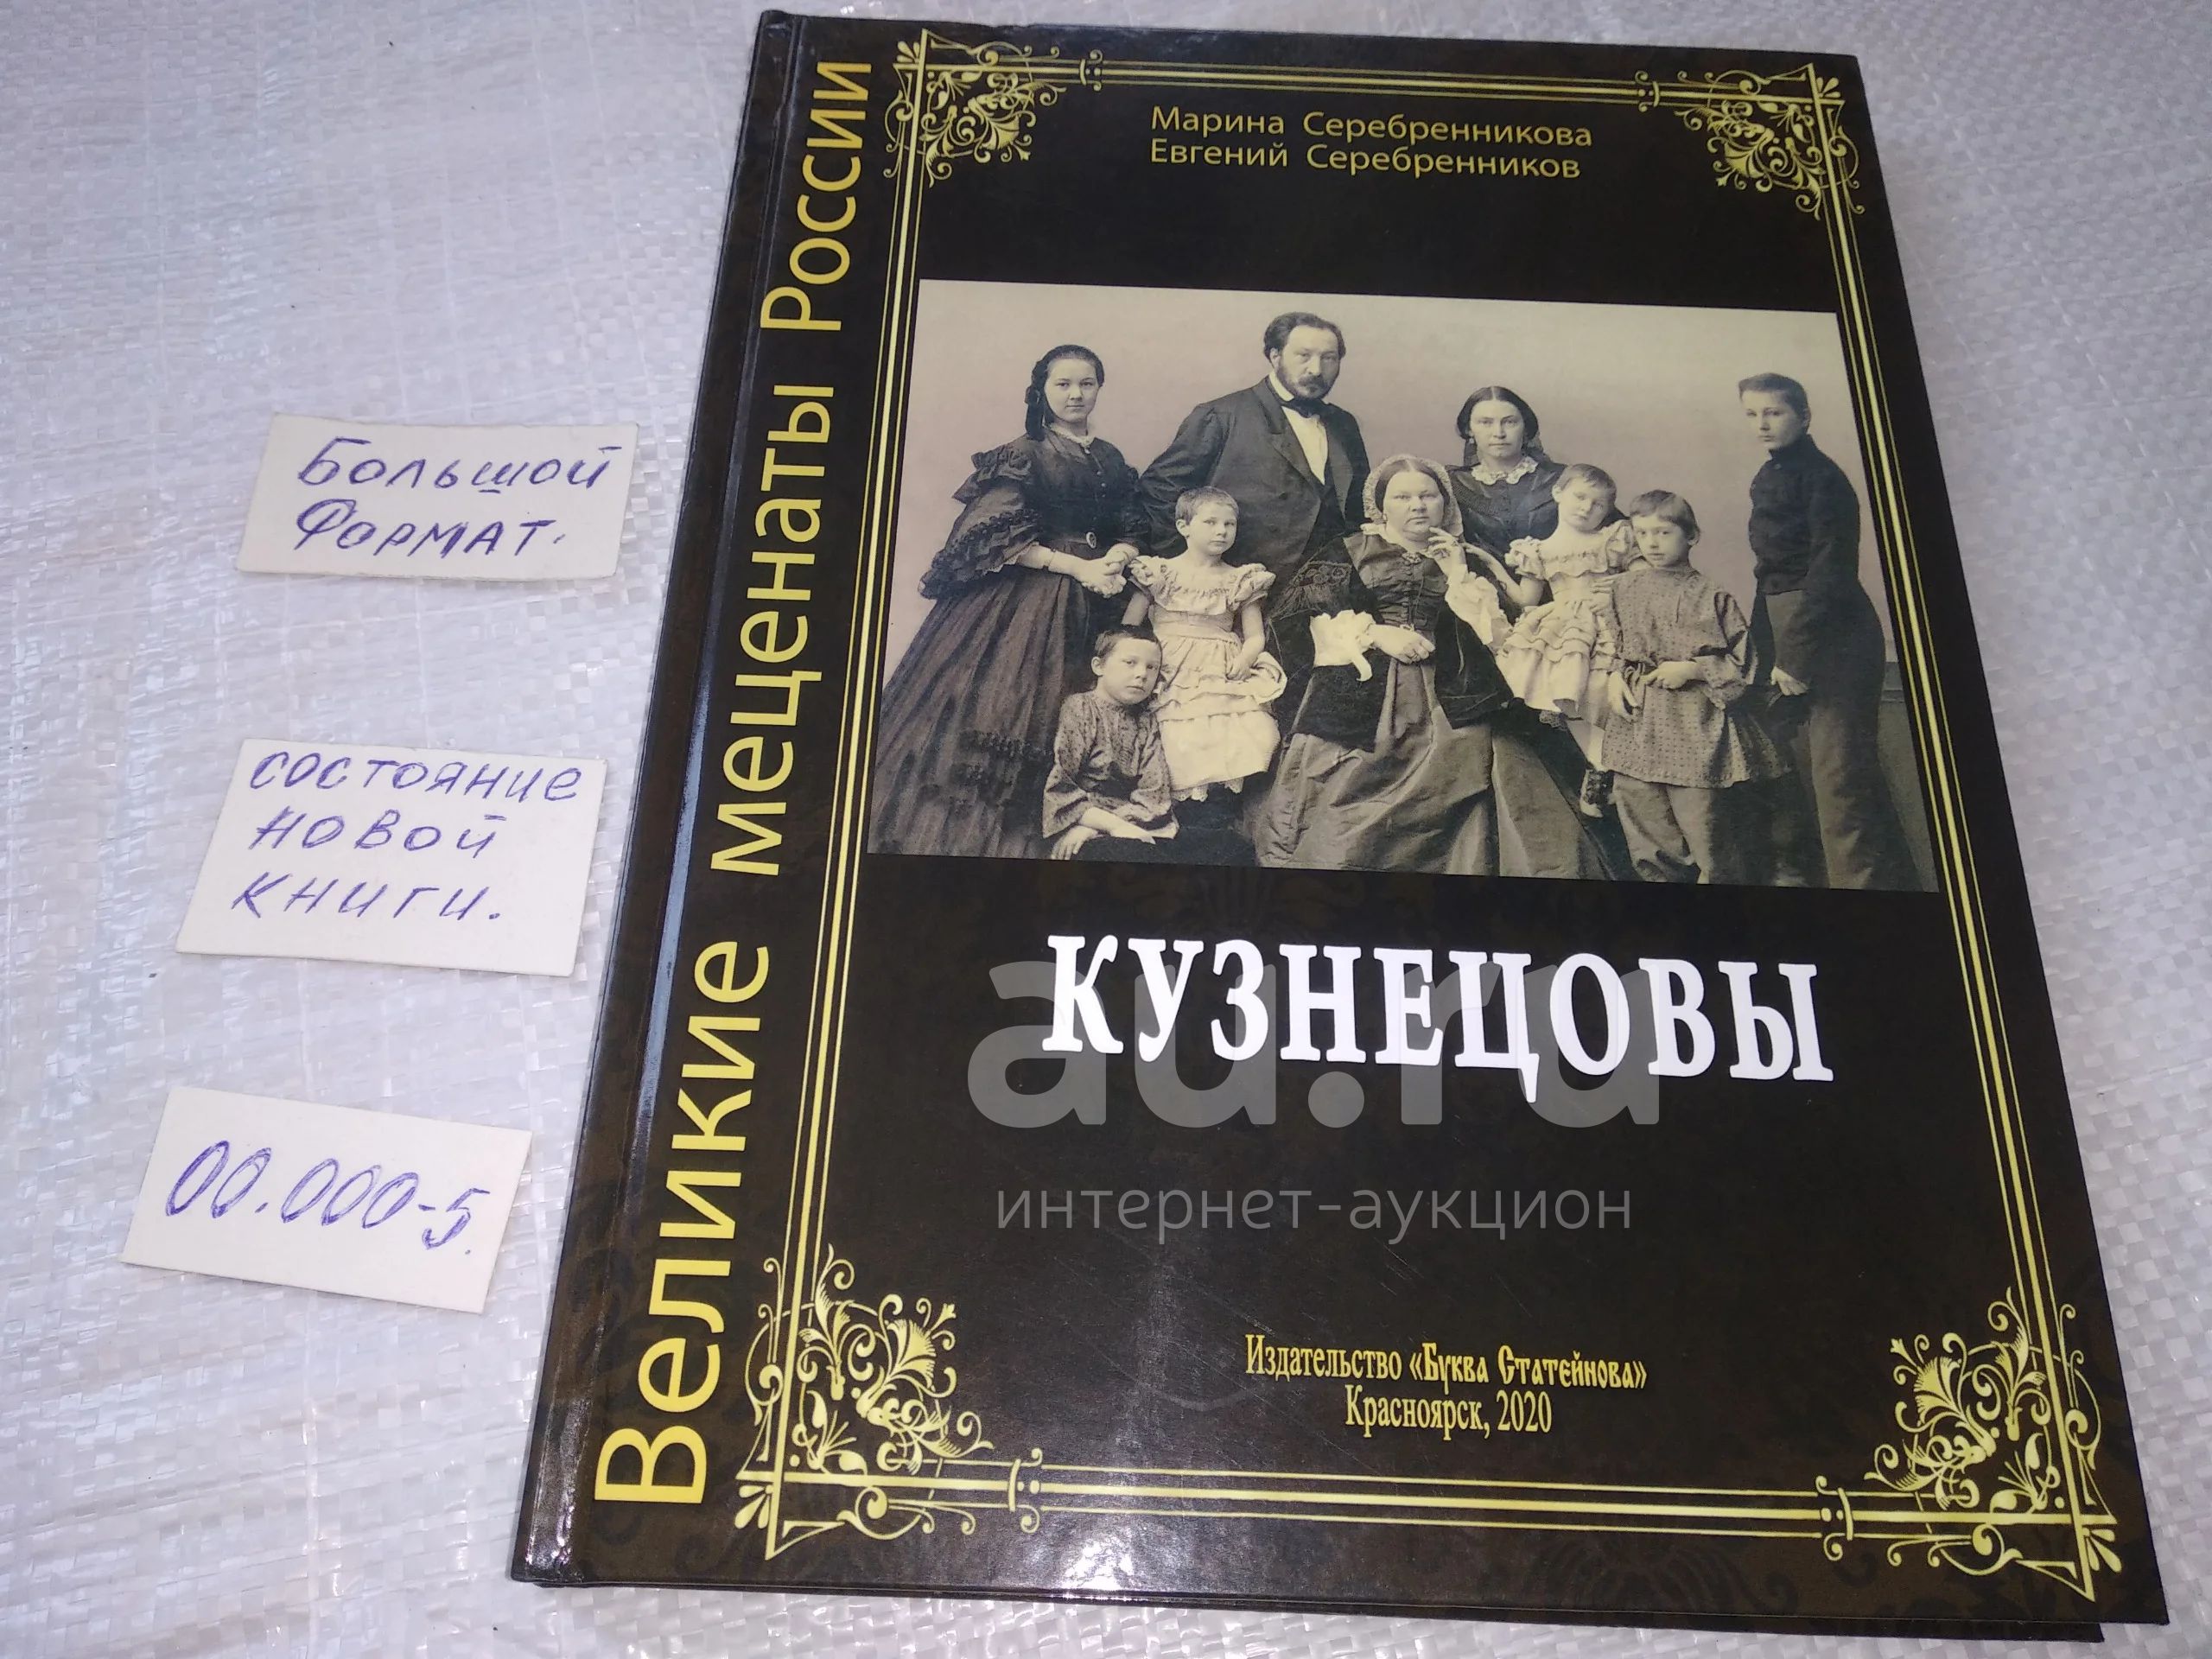 Большой
Формат.
состояние
новой
книги.
00.000-5.
Великие меценаты России
Марина Серебренникова
Евгений Серебренников
КУЗНЕЦОВЫ
au.ru
интернет-аукцион
Издательство «Буква Статейнова»
Красноярск, 2020